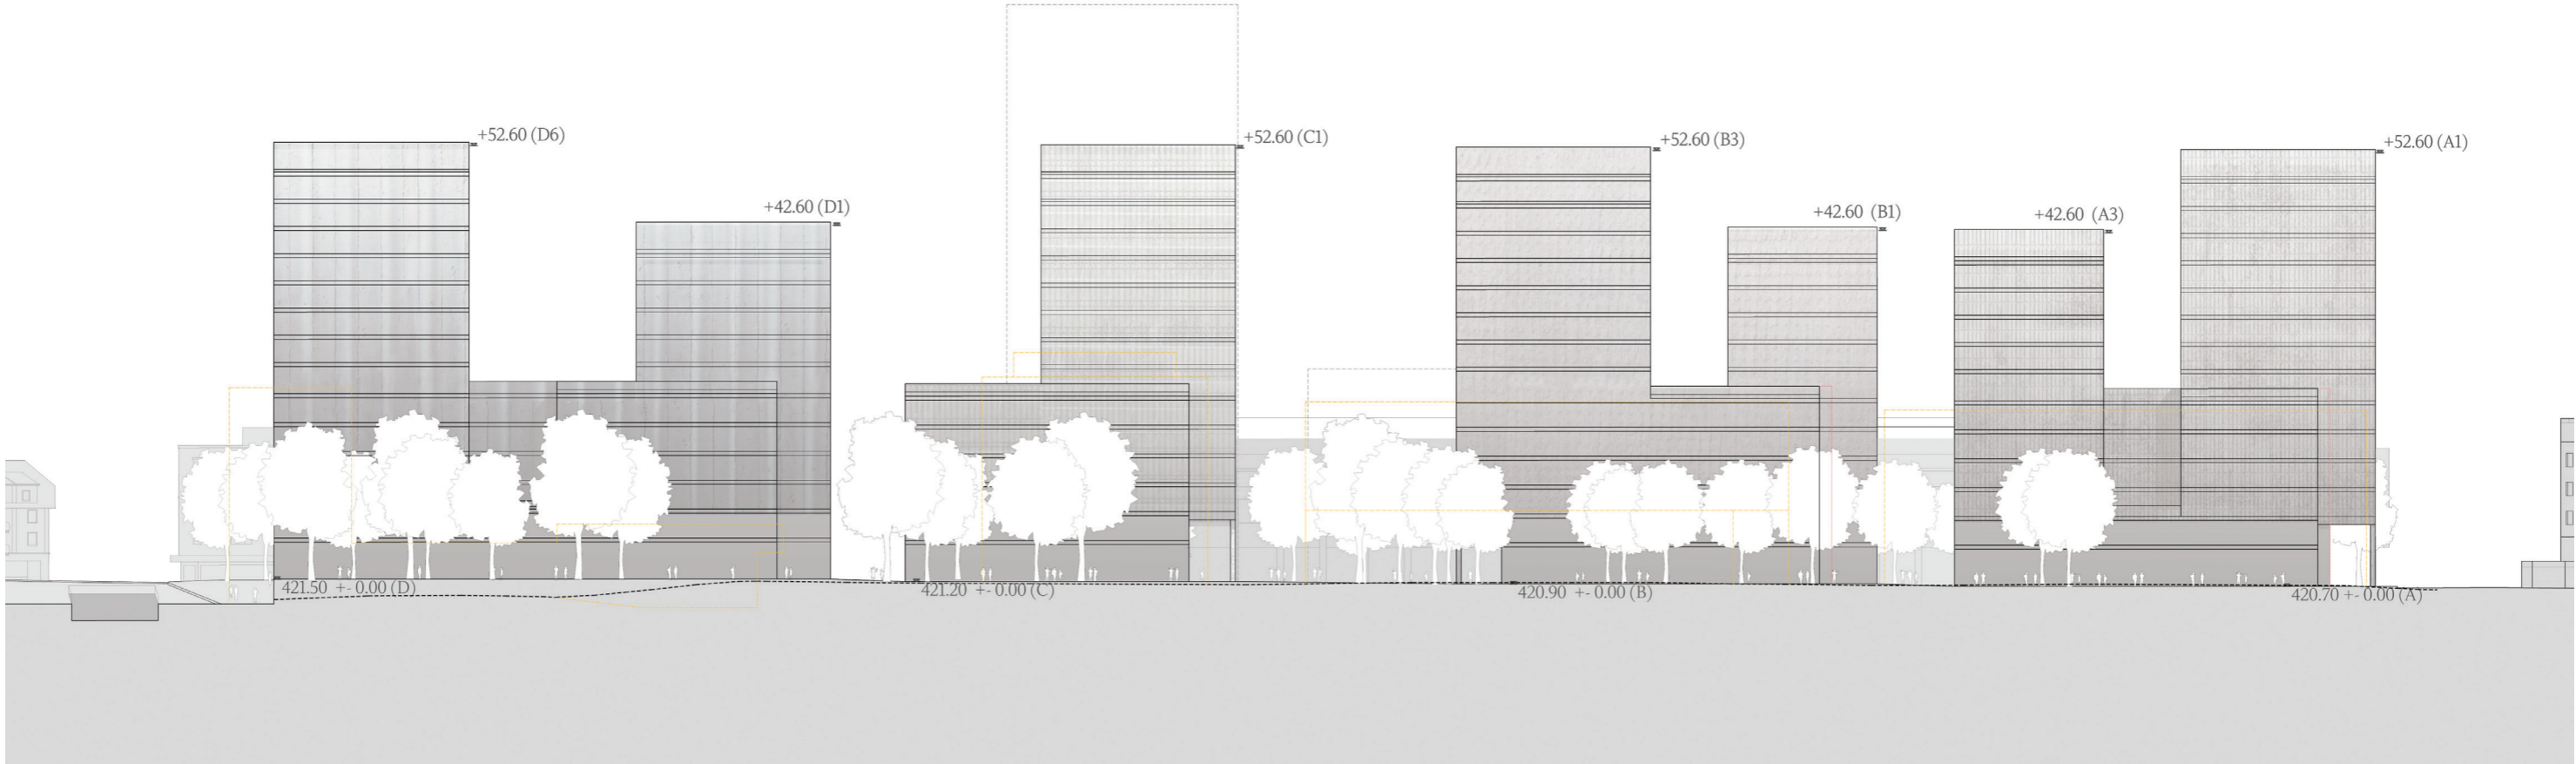 +52.60 (D6)
+52.60 (C1)
+52.60 (B3)
+52.60 (A1)
+42.60 (D1)
+42.60 (B1)
+42.60 (A3)
421.50 +- 0.00 (D)
421.20 +- 0.00 (C)
420.90 +- 0.00 (B)
420.70 +- 0.00 (A)